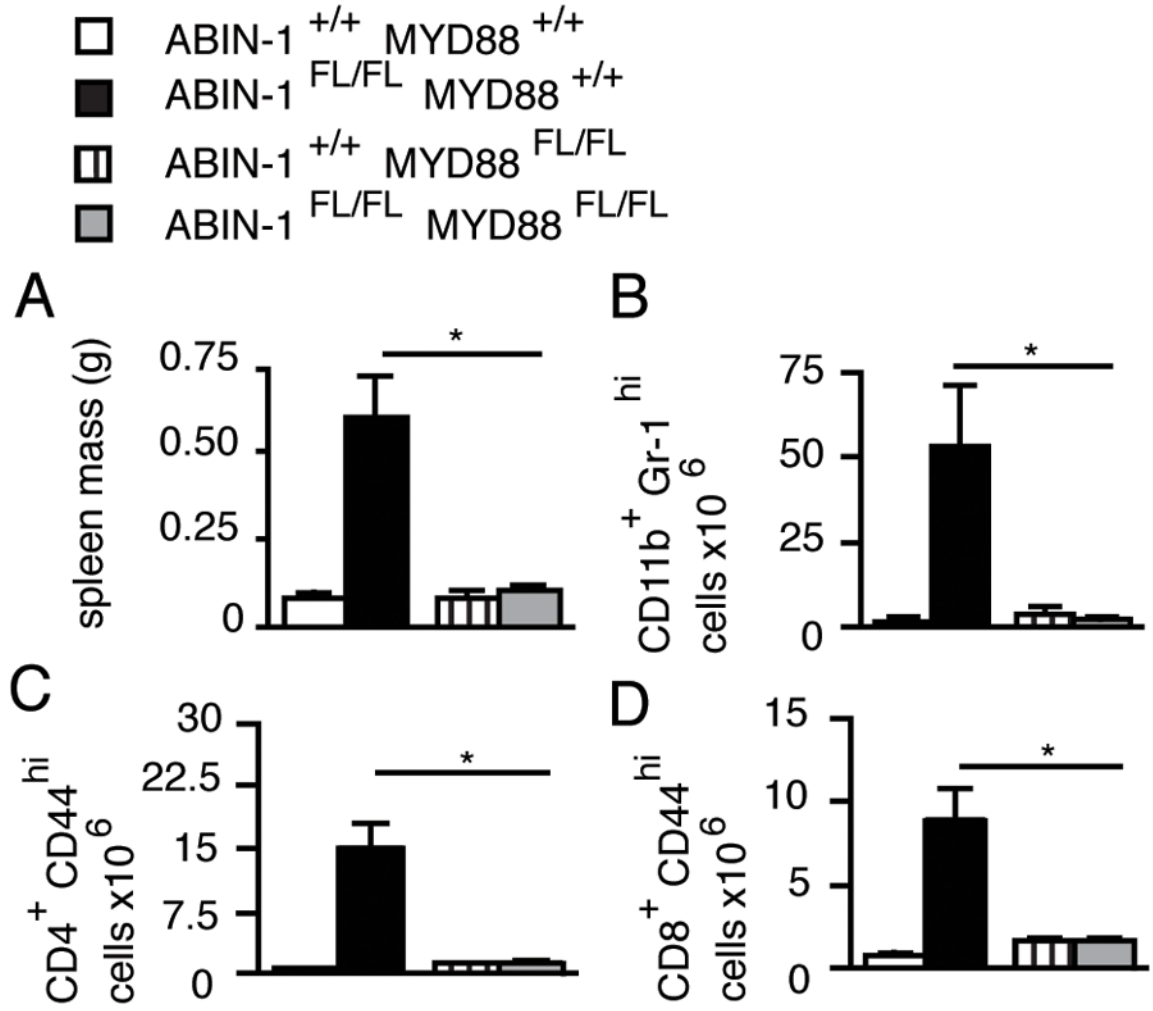 ABIN-1 +/+ MYD88 +/+
ABIN-1 FL/FL MYD88 +/+
ABIN-1 +/+ MYD88 FL/FL
ABIN-1 FL/FL MYD88 FL/FL
A
spleen mass (g)
0.75
0.50
0.25
0
*
B
CD11b+ Gr-1 hi
cells x10 6
75
50
25
0
*
C
CD4+ CD44hi
cells x10 6
30
22.5
15
7.5
0
*
D
CD8+ CD44hi
cells x10 6
15
10
5
0
*